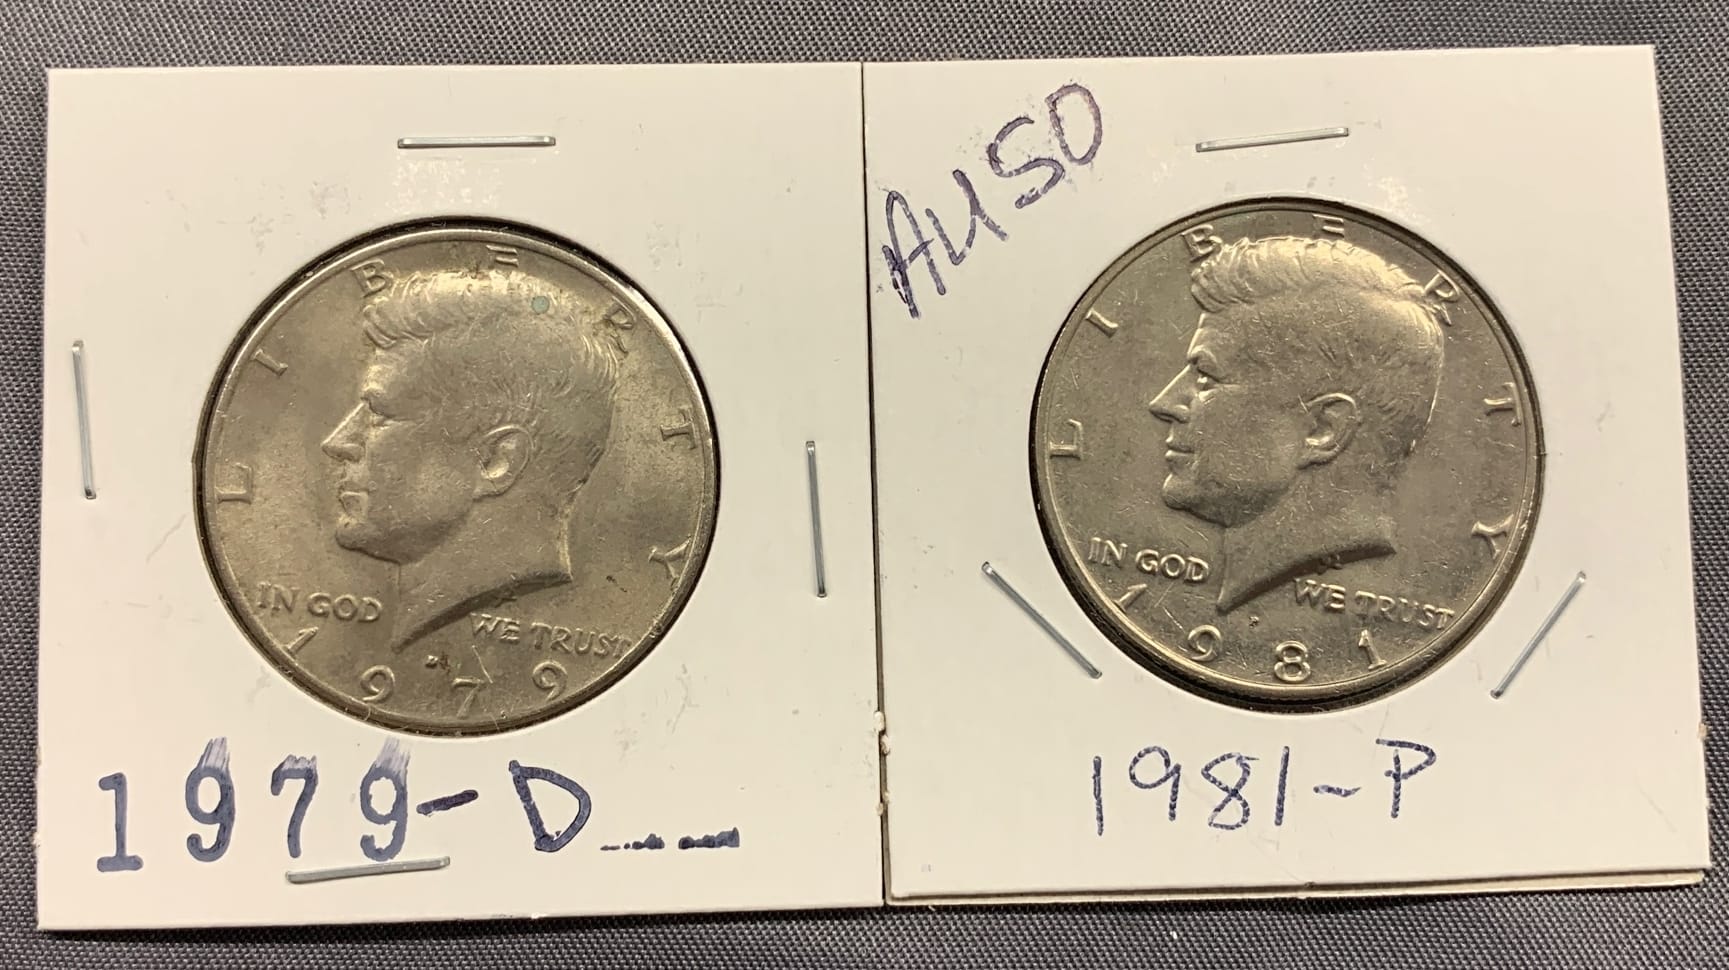 LIBERTY
IN GOD WE TRUST
1979
1979-D
AU50
LIBERTY
IN GOD WE TRUST
P
1981
1981-P